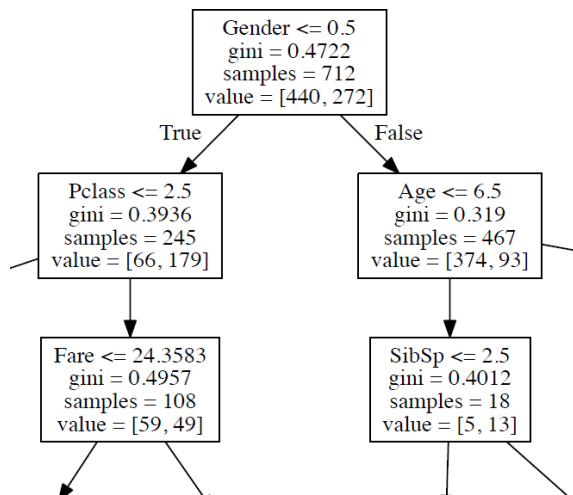 Gender <= 0.5
gini = 0.4722
samples = 712
value = [440, 272]
True
False
Pclass <= 2.5
gini = 0.3936
samples = 245
value = [66, 179]
Age <= 6.5
gini = 0.319
samples = 467
value = [374, 93]
Fare <= 24.3583
gini = 0.4957
samples = 108
value = [59, 49]
SibSp <= 2.5
gini = 0.4012
samples = 18
value = [5, 13]